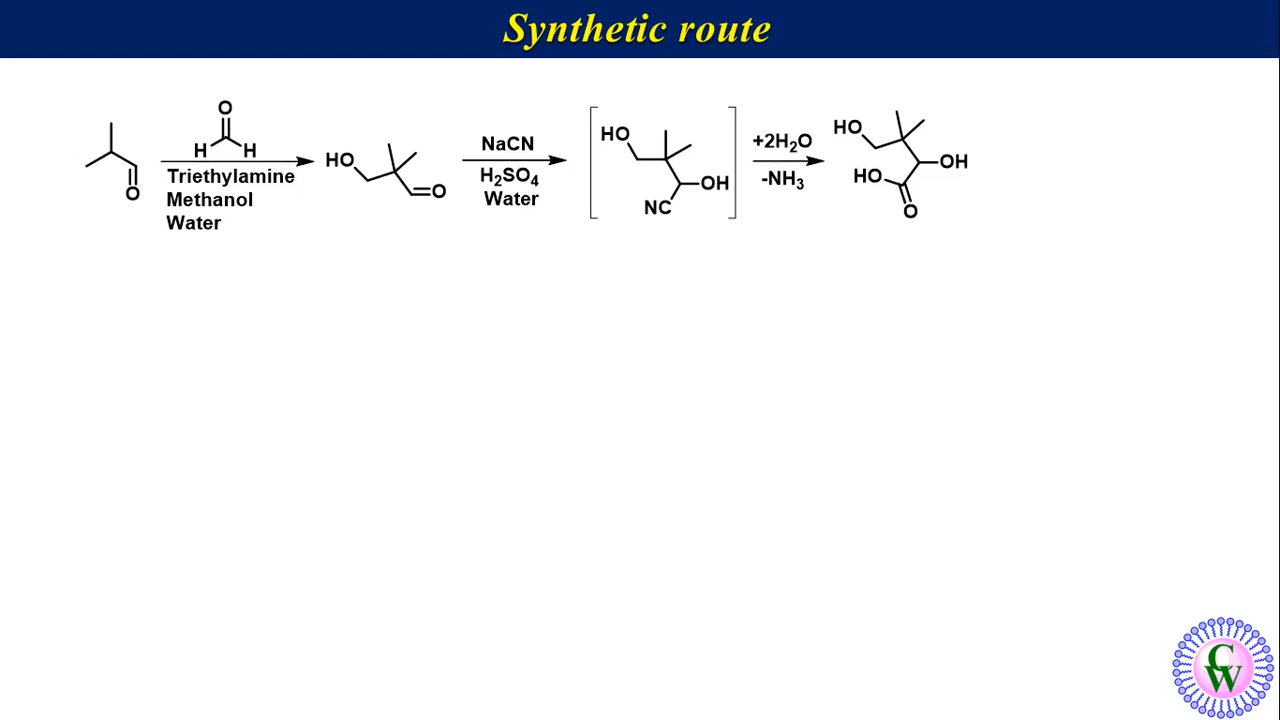 Synthetic route
O
H H
Triethylamine
Methanol
Water
O
HO
O
NaCN
H₂SO₄
Water
HO
OH
NC
+2H₂O
-NH₃
HO
OH
HO
O
C
W